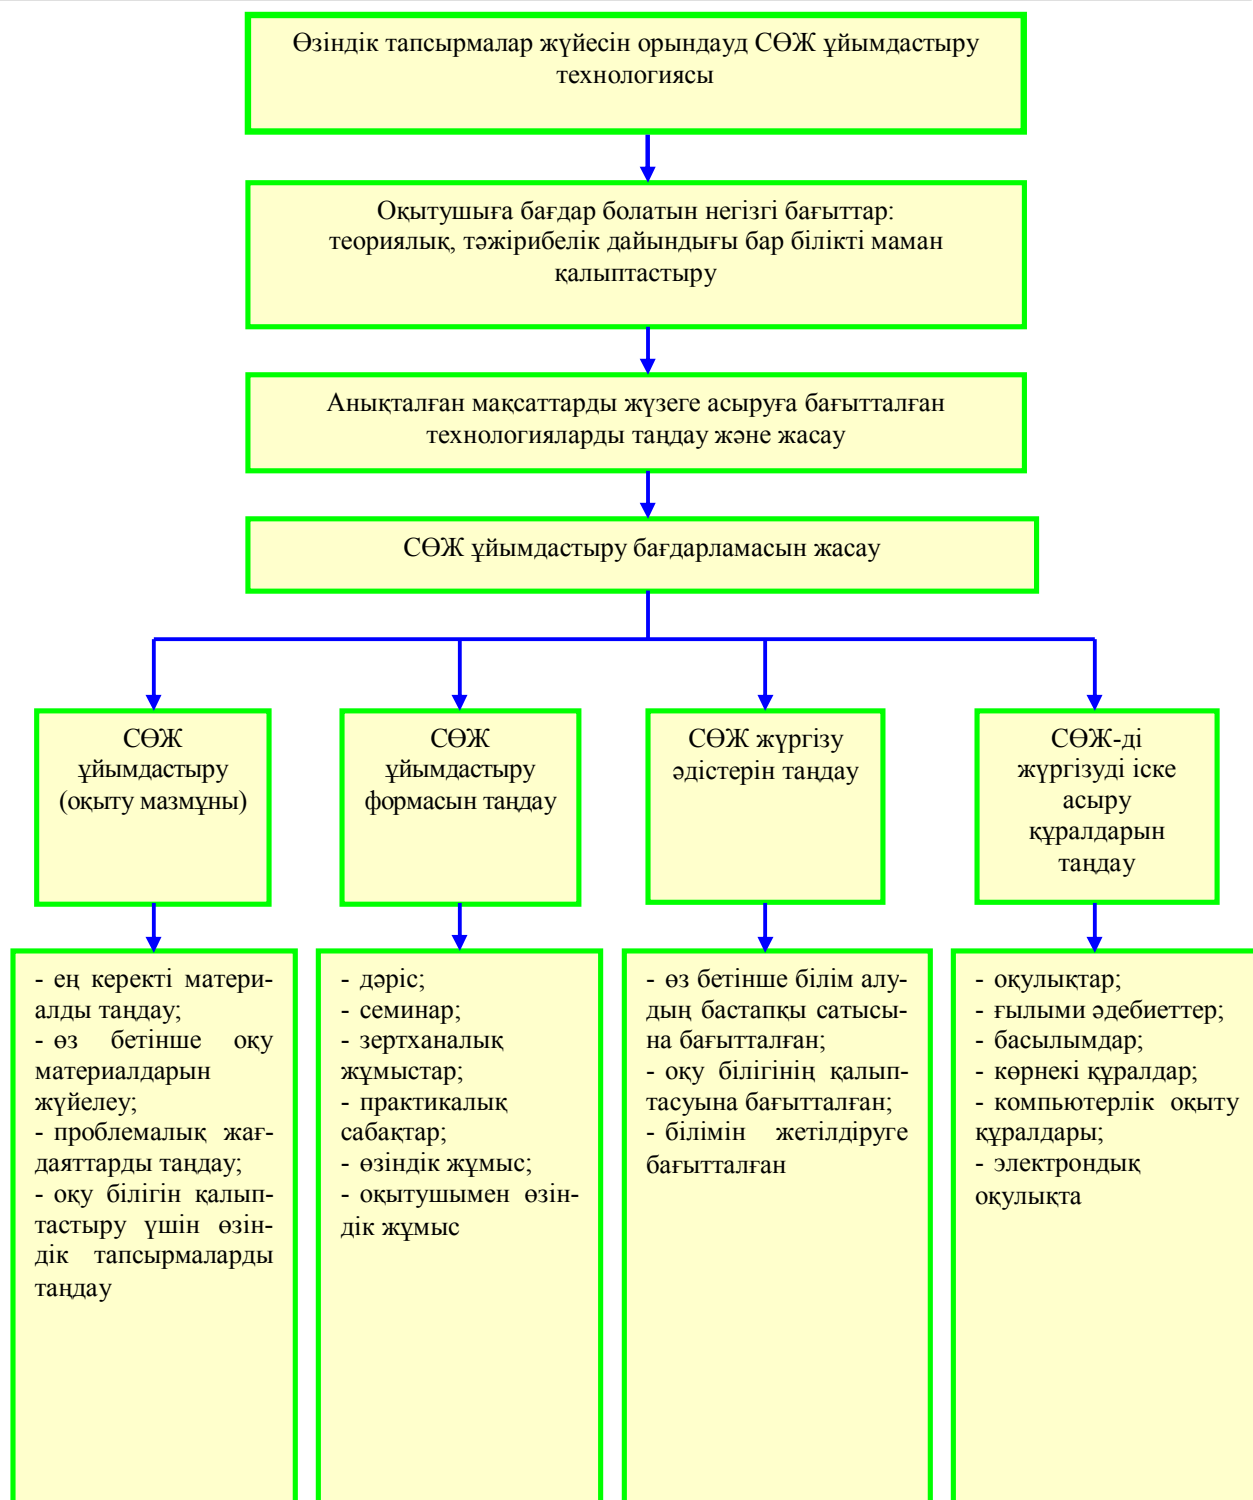 Өзіндік тапсырмалар жүйесін орындауд СӨЖ ұйымдастыру
технологиясы
Оқытушыға бағдар болатын негізгі бағыттар:
теориялық, тәжірибелік дайындығы бар білікті маман
қалыптастыру
Анықталған мақсаттарды жүзеге асыруға бағытталған
технологияларды таңдау және жасау
СӨЖ ұйымдастыру бағдарламасын жасау
СӨЖ
ұйымдастыру
(оқыту мазмұны)
СӨЖ
ұйымдастыру
формасын таңдау
СӨЖ жүргізу
әдістерін таңдау
СӨЖ-ді
жүргізуді іске
асыру
құралдарын
таңдау
- ең керекті матери-
алды таңдау;
- өз бетінше оқу
материалдарын
жүйелеу;
- проблемалық жағ-
даяттарды таңдау;
- оқу білігін қалып-
тастыру үшін өзін-
дік тапсырмаларды
таңдау
- дәріс;
- семинар;
- зертханалық
жұмыстар;
- практикалық
сабақтар;
- өзіндік жұмыс;
- оқытушымен өзін-
дік жұмыс
- өз бетінше білім алу-
дың бастапқы сатысы-
на бағытталған;
- оқу білігінің қалып-
тасуына бағытталған;
- білімін жетілдіруге
бағытталған
- оқулықтар;
- ғылыми әдебиеттер;
- басылымдар;
- көрнекі құралдар;
- компьютерлік оқыту
құралдары;
- электрондық
оқулықта